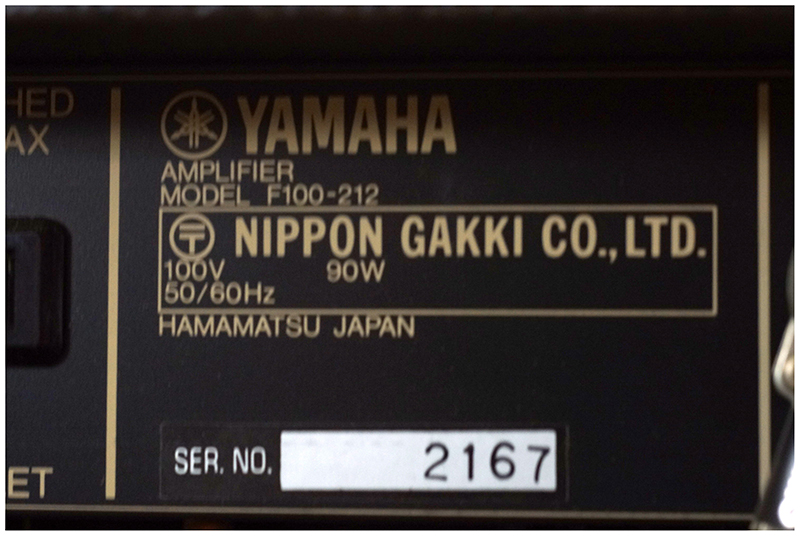 HED
AX
YAMAHA
AMPLIFIER
MODEL F100-212
〒 NIPPON GAKKI CO., LTD.
100V 90W
50/60Hz
HAMAMATSU JAPAN
SER. NO. 2167
ET